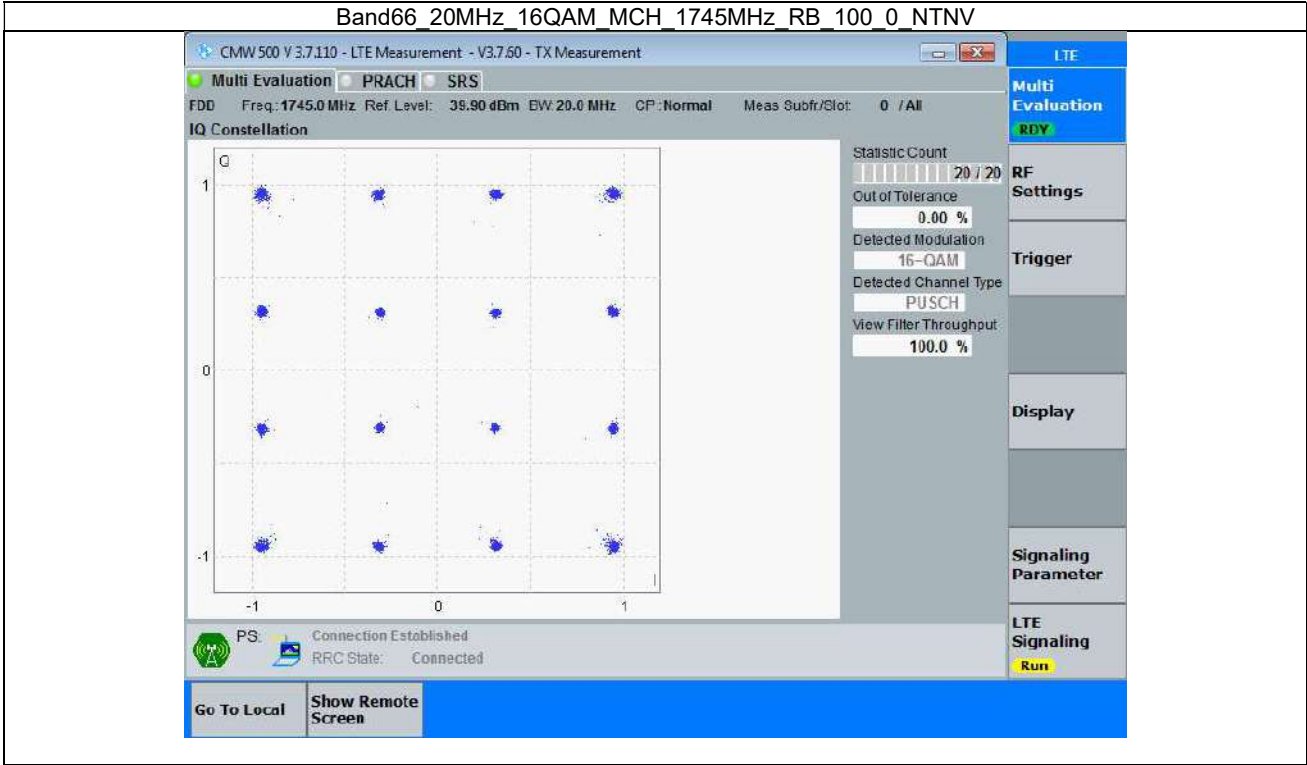 Band66_20MHz_16QAM_MCH_1745MHz_RB_100_0_NTNV
CMW 500 V 3.7.110 - LTE Measurement - V3.7.60 - TX Measurement
LTE
Multi Evaluation PRACH SRS
FDD Freq.: 1745.0 MHz Ref. Level: 39.90 dBm BW: 20.0 MHz CP: Normal Meas Subfr/Slot: 0 / All
IQ Constellation
Q
1
0
-1
-1 0 1
I
Statistic Count
20 / 20
Out of Tolerance
0.00 %
Detected Modulation
16-QAM
Detected Channel Type
PUSCH
View Filter Throughput
100.0 %
Multi
Evaluation
RDY
RF
Settings
Trigger
Display
Signaling
Parameter
LTE
Signaling
Run
PS:
Connection Established
RRC State: Connected
Go To Local
Show Remote
Screen